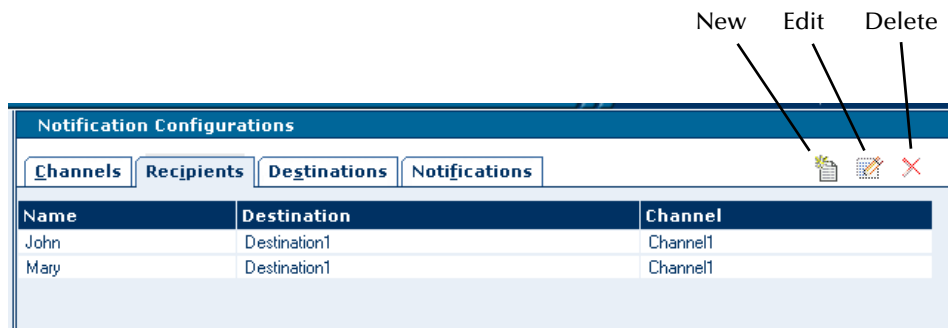 New Edit Delete
Notification Configurations
Channels Recipients Destinations Notifications
Name Destination Channel
John Destination1 Channel1
Mary Destination1 Channel1